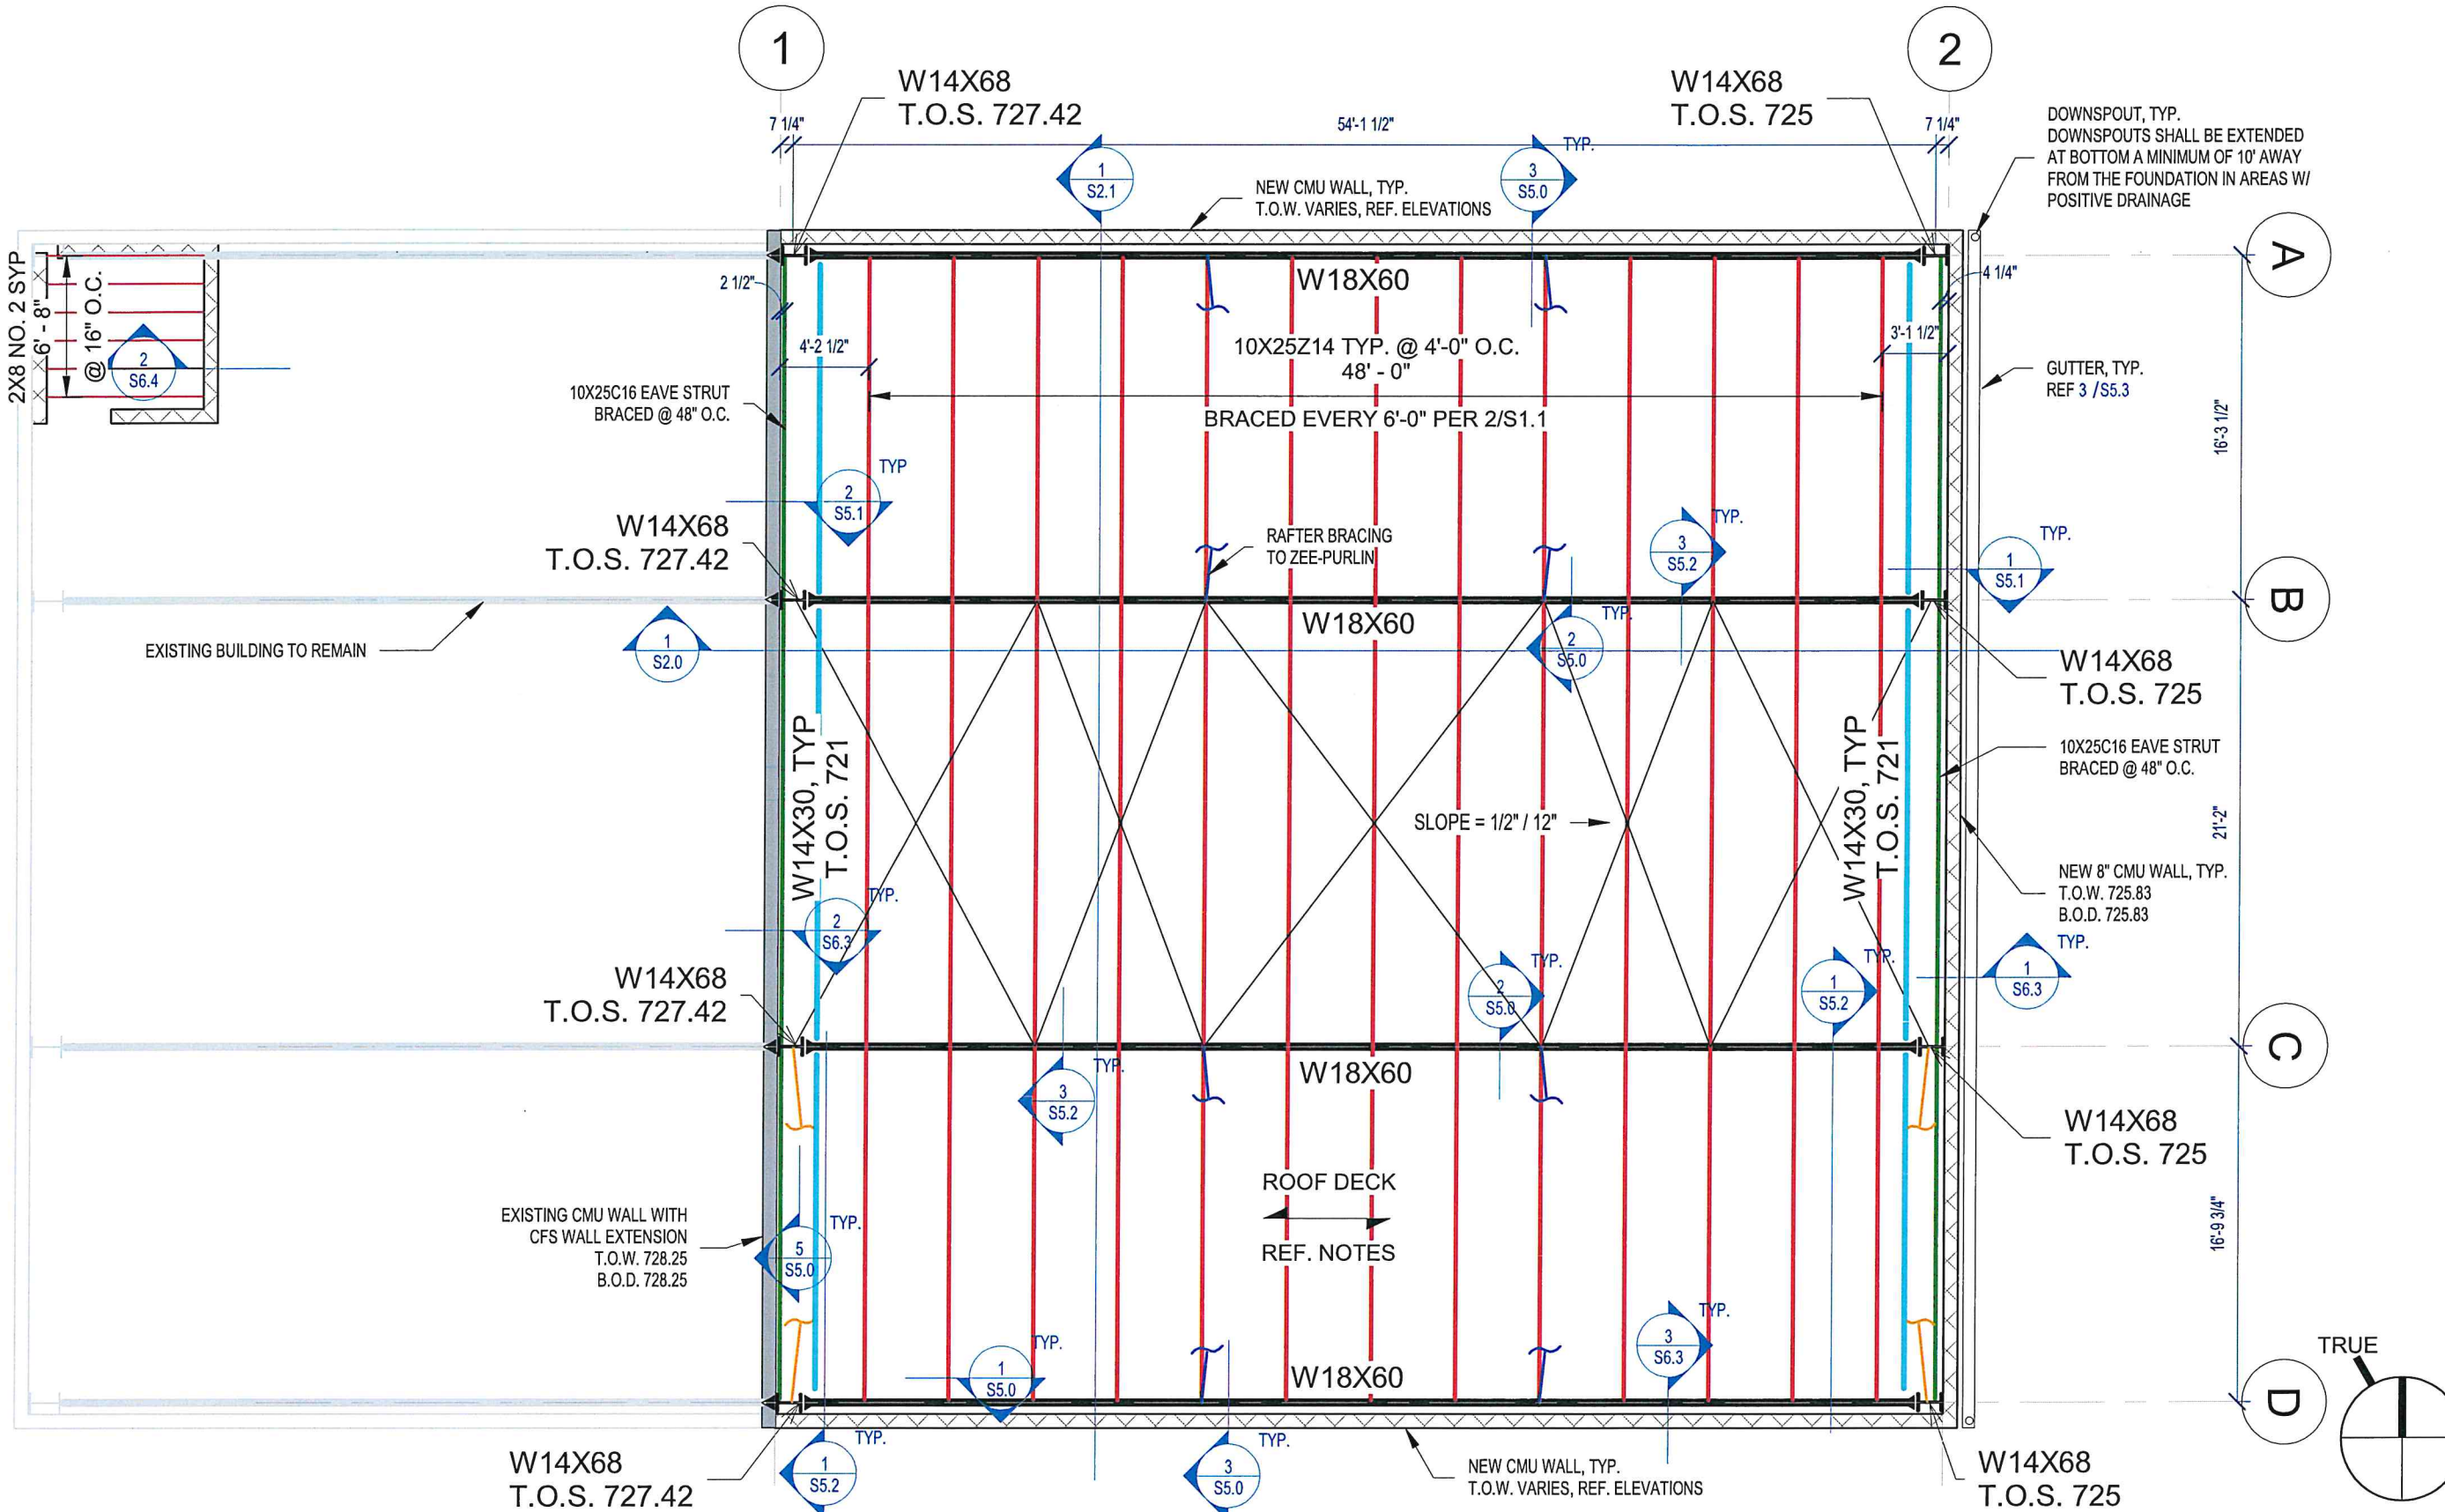 1
2
W14X68
T.O.S. 727.42
W14X68
T.O.S. 725
DOWNSPOUT, TYP.
DOWNSPOUTS SHALL BE EXTENDED
AT BOTTOM A MINIMUM OF 10' AWAY
FROM THE FOUNDATION IN AREAS W/
POSITIVE DRAINAGE
7 1/4"
54'-1 1/2"
7 1/4"
1
S2.1
TYP.
3
S5.0
NEW CMU WALL, TYP.
T.O.W. VARIES, REF. ELEVATIONS
A
2X8 NO. 2 SYP
6' - 8"
@ 16" O.C.
2
S6.4
2 1/2"
W18X60
4 1/4"
4'-2 1/2"
10X25Z14 TYP. @ 4'-0" O.C.
48' - 0"
3'-1 1/2"
BRACED EVERY 6'-0" PER 2/S1.1
10X25C16 EAVE STRUT
BRACED @ 48" O.C.
GUTTER, TYP.
REF 3 /S5.3
16'-3 1/2"
TYP
2
S5.1
W14X68
T.O.S. 727.42
RAFTER BRACING
TO ZEE-PURLIN
TYP.
3
S5.2
TYP.
1
S5.1
B
W18X60
TYP.
2
S5.0
EXISTING BUILDING TO REMAIN
1
S2.0
W14X68
T.O.S. 725
W14X30, TYP
T.O.S. 721
W14X30, TYP
T.O.S. 721
10X25C16 EAVE STRUT
BRACED @ 48" O.C.
SLOPE = 1/2" / 12"
21'-2"
NEW 8" CMU WALL, TYP.
T.O.W. 725.83
B.O.D. 725.83
TYP.
2
S6.3
TYP.
2
S5.0
TYP.
1
S5.2
TYP.
1
S6.3
W14X68
T.O.S. 727.42
C
W18X60
TYP.
3
S5.2
W14X68
T.O.S. 725
ROOF DECK
REF. NOTES
EXISTING CMU WALL WITH
CFS WALL EXTENSION
T.O.W. 728.25
B.O.D. 728.25
TYP.
5
S5.0
16'-9 3/4"
TYP.
1
S5.0
TYP.
3
S6.3
W18X60
D
TRUE
TYP.
1
S5.2
TYP.
3
S5.0
W14X68
T.O.S. 727.42
NEW CMU WALL, TYP.
T.O.W. VARIES, REF. ELEVATIONS
W14X68
T.O.S. 725